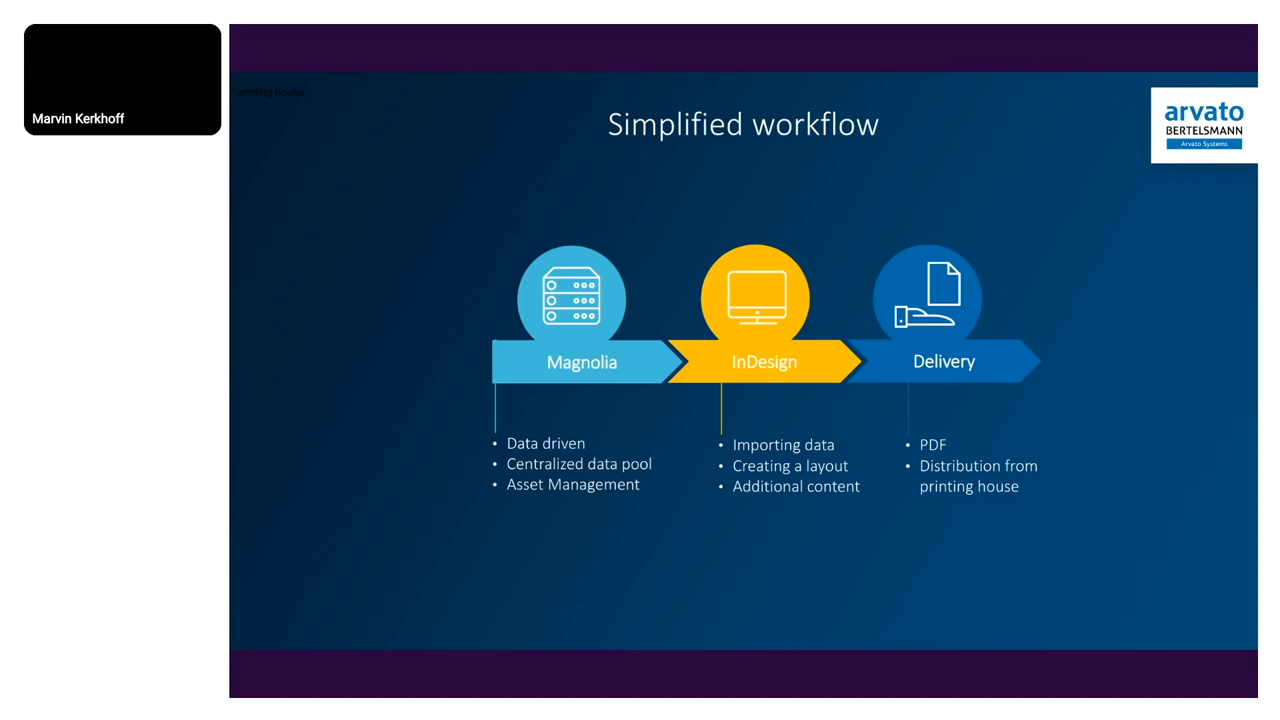 Marvin Kerkhoff
printing house
Simplified workflow
arvato
BERTELSMANN
Arvato Systems
Magnolia
InDesign
Delivery
• Data driven
• Centralized data pool
• Asset Management
• Importing data
• Creating a layout
• Additional content
• PDF
• Distribution from
printing house